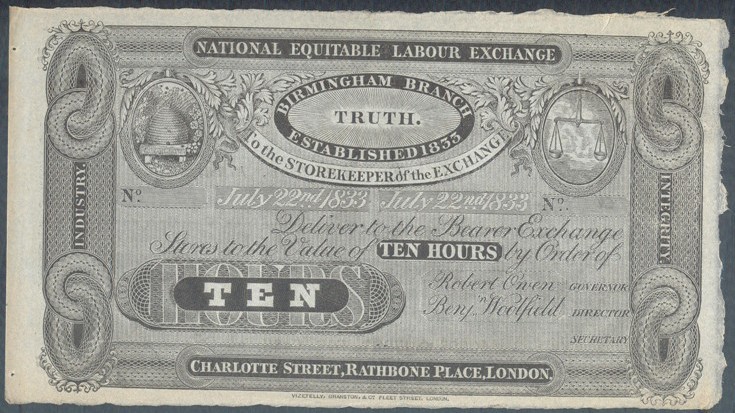 NATIONAL EQUITABLE LABOUR EXCHANGE
BIRMINGHAM BRANCH
TRUTH.
ESTABLISHED 1833
To the STOREKEEPER of the EXCHANGE
INDUSTRY.
INTEGRITY.
No. July 22nd 1833 July 22nd 1833 No.
Deliver to the Bearer Exchange
Stores to the Value of TEN HOURS by Order of
HOURS
TEN
Robert Owen GOVERNOR
Benjn Woolfield DIRECTOR
SECRETARY
CHARLOTTE STREET, RATHBONE PLACE, LONDON.
VIZETELLY, BRANSTON, & Co. FLEET STREET, LONDON.